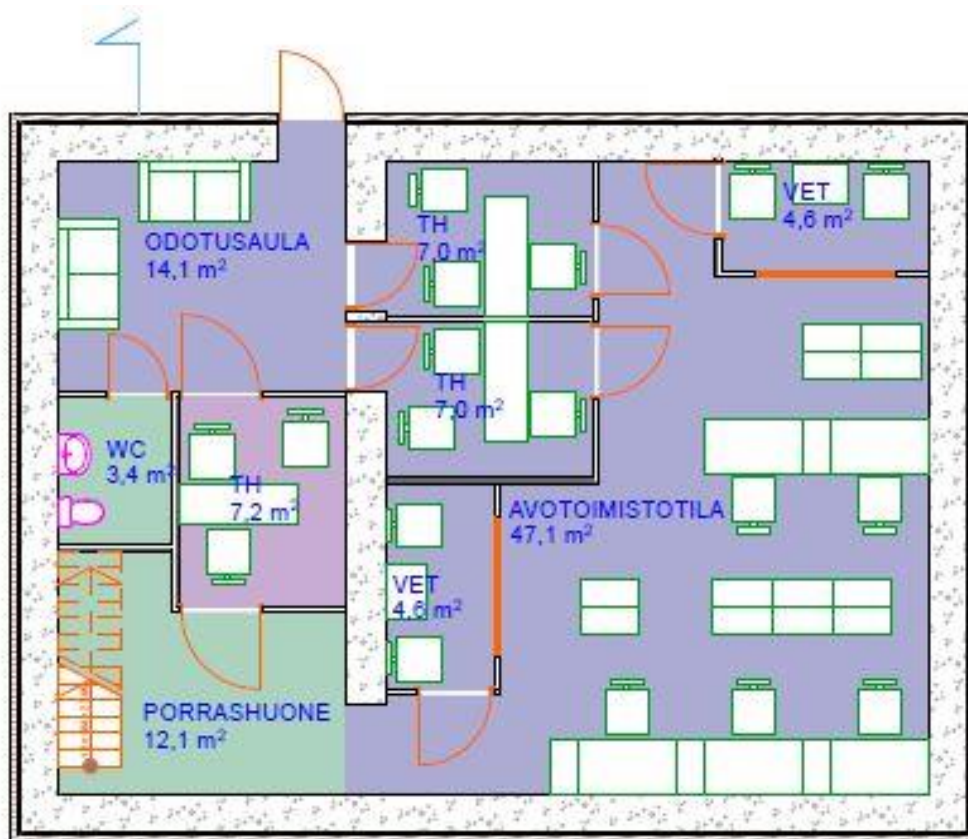 ODOTUSAULA
14,1 m²
TH
7,0 m²
VET
4,6 m²
TH
7,0 m²
WC
3,4 m²
TH
7,2 m²
AVOTOIMISTOTILA
47,1 m²
VET
4,6 m²
PORRASHUONE
12,1 m²